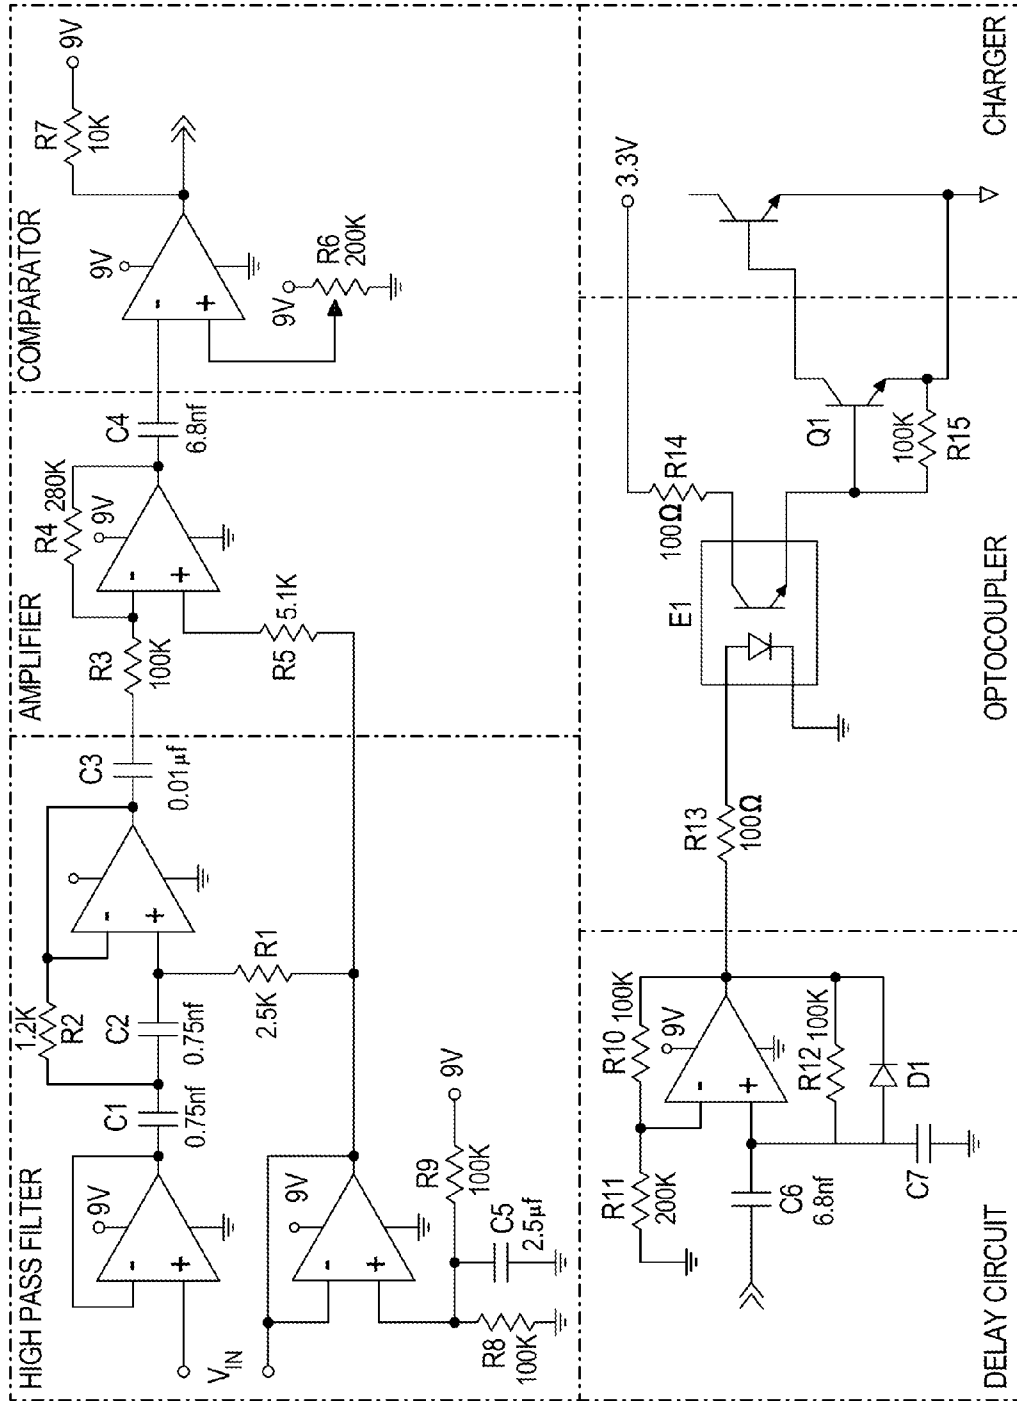 HIGH PASS FILTER
AMPLIFIER
COMPARATOR
V_IN
9V
-
+
C1
0.75nf
C2
0.75nf
1.2K
R2
-
+
R1
2.5K
C3
0.01µf
9V
-
+
R8
100K
R9
100K
9V
C5
2.5µf
R3
100K
R4
280K
9V
-
+
R5
5.1K
C4
6.8nf
9V
-
+
R7
10K
9V
9V
R6
200K
DELAY CIRCUIT
OPTOCOUPLER
CHARGER
R11
200K
R10
100K
9V
-
+
C6
6.8nf
R12
100K
D1
C7
R13
100Ω
E1
100Ω
R14
3.3V
Q1
100K
R15